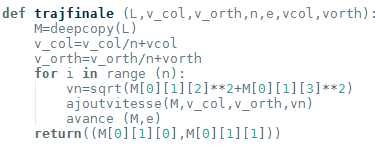 def trajfinale (L,v_col,v_orth,n,e,vcol,vorth):
    M=deepcopy(L)
    v_col=v_col/n+vcol
    v_orth=v_orth/n+vorth
    for i in range (n):
        vn=sqrt(M[0][1][2]**2+M[0][1][3]**2)
        ajoutvitesse(M,v_col,v_orth,vn)
        avance (M,e)
    return((M[0][1][0],M[0][1][1]))